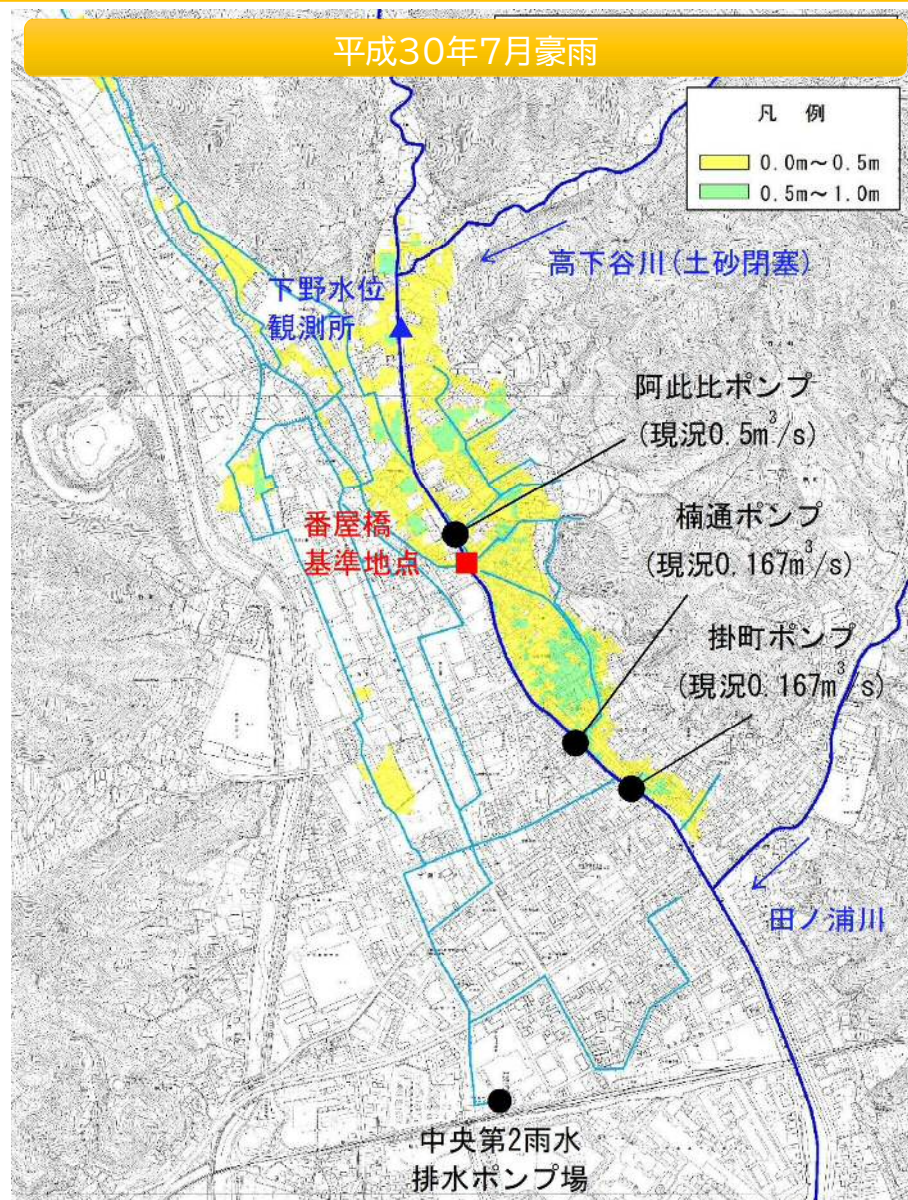 平成30年7月豪雨
凡 例
0.0m～0.5m
0.5m～1.0m
高下谷川(土砂閉塞)
下野水位
観測所
阿此比ポンプ
(現況0.5m³/s)
楠通ポンプ
(現況0.167m³/s)
番屋橋
基準地点
掛町ポンプ
(現況0.167m³/s)
田ノ浦川
中央第2雨水
排水ポンプ場